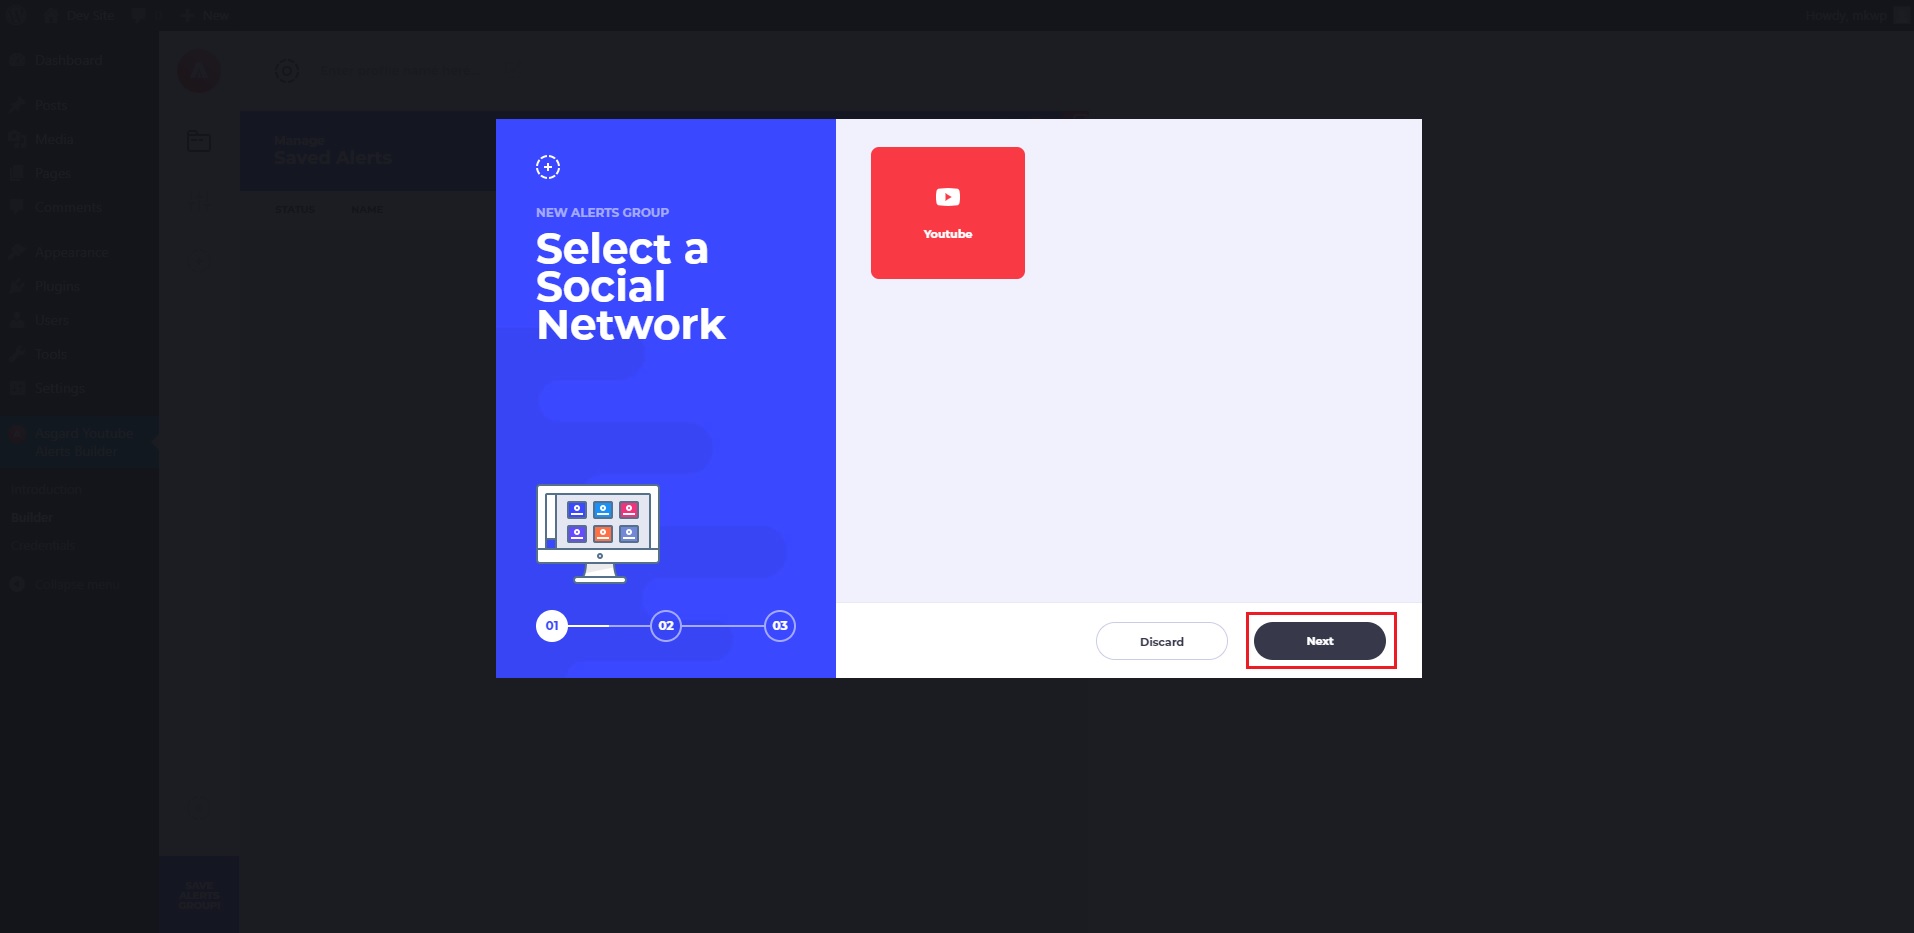 Dev Site
New
Howdy, mkwp
Dashboard
Posts
Media
Pages
Comments
Appearance
Plugins
Users
Tools
Settings
Asgard Youtube
Alerts Builder
Introduction
Builder
Credentials
Collapse menu
Manage
Saved Alerts
STATUS
NAME
SAVE
ALERTS
GROUP!
NEW ALERTS GROUP
Select a
Social
Network
01
02
03
Youtube
Discard
Next